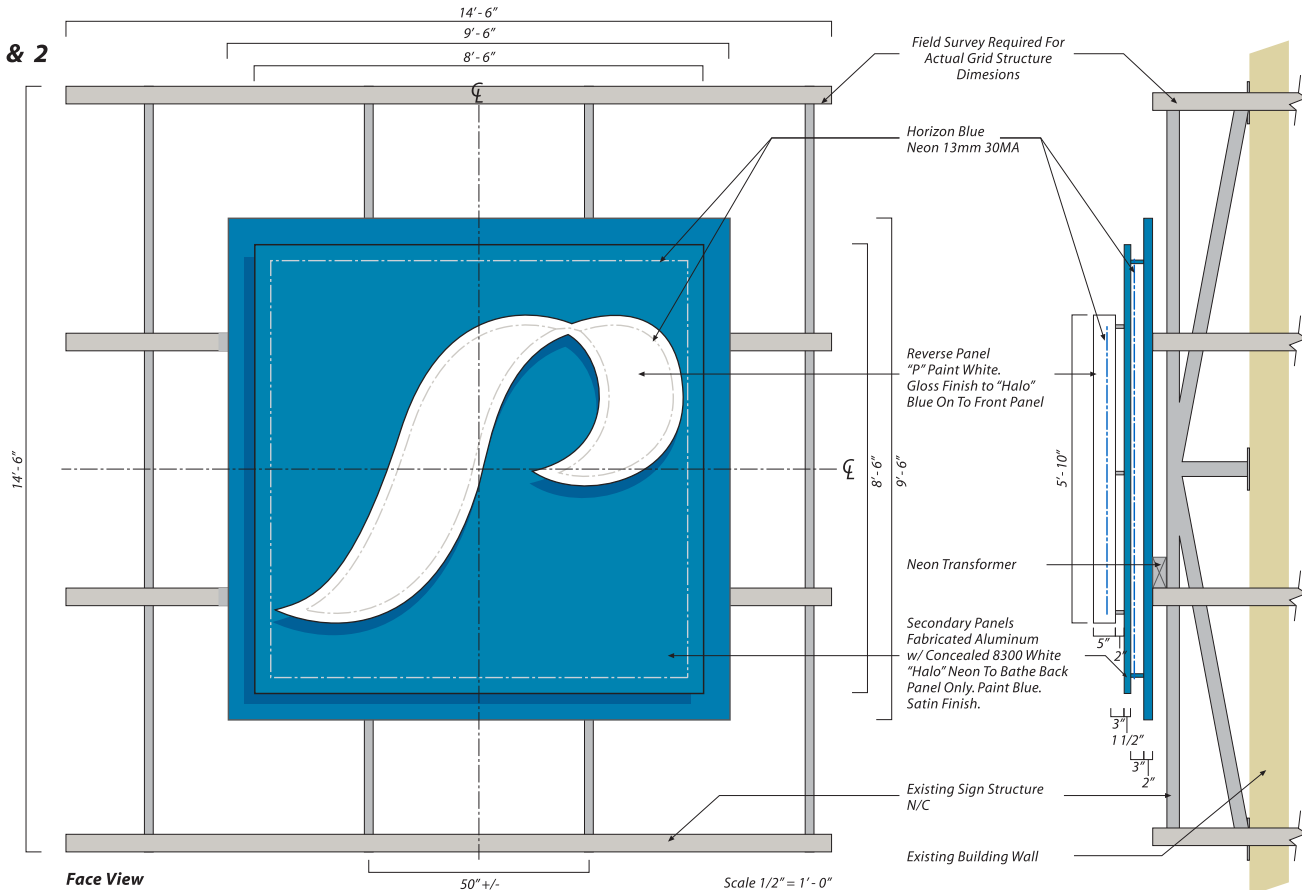 14'- 6"
9'- 6"
8'- 6"
& 2
℄
Field Survey Required For
Actual Grid Structure
Dimesions
Horizon Blue
Neon 13mm 30MA
Reverse Panel
"P" Paint White.
Gloss Finish to "Halo"
Blue On To Front Panel
14'- 6"
℄
8'- 6"
9'- 6"
5'- 10"
Neon Transformer
Secondary Panels
Fabricated Aluminum
w/ Concealed 8300 White
"Halo" Neon To Bathe Back
Panel Only. Paint Blue.
Satin Finish.
5"
2"
3"
1 1/2"
3"
2"
Existing Sign Structure
N/C
Existing Building Wall
Face View
50" +/-
Scale 1/2" = 1' - 0"